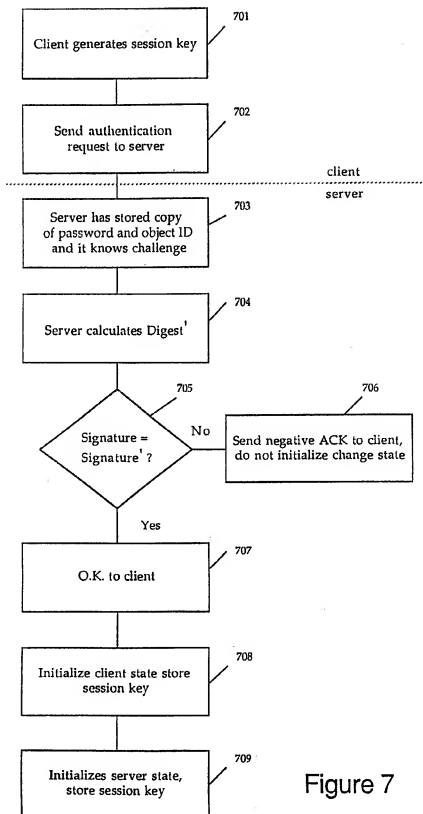 701
Client generates session key
702
Send authentication
request to server
client
server
703
Server has stored copy
of password and object ID
and it knows challenge
704
Server calculates Digest'
705
Signature =
Signature' ?
No
706
Send negative ACK to client,
do not initialize change state
Yes
707
O.K. to client
708
Initialize client state store
session key
709
Initializes server state,
store session key
Figure 7